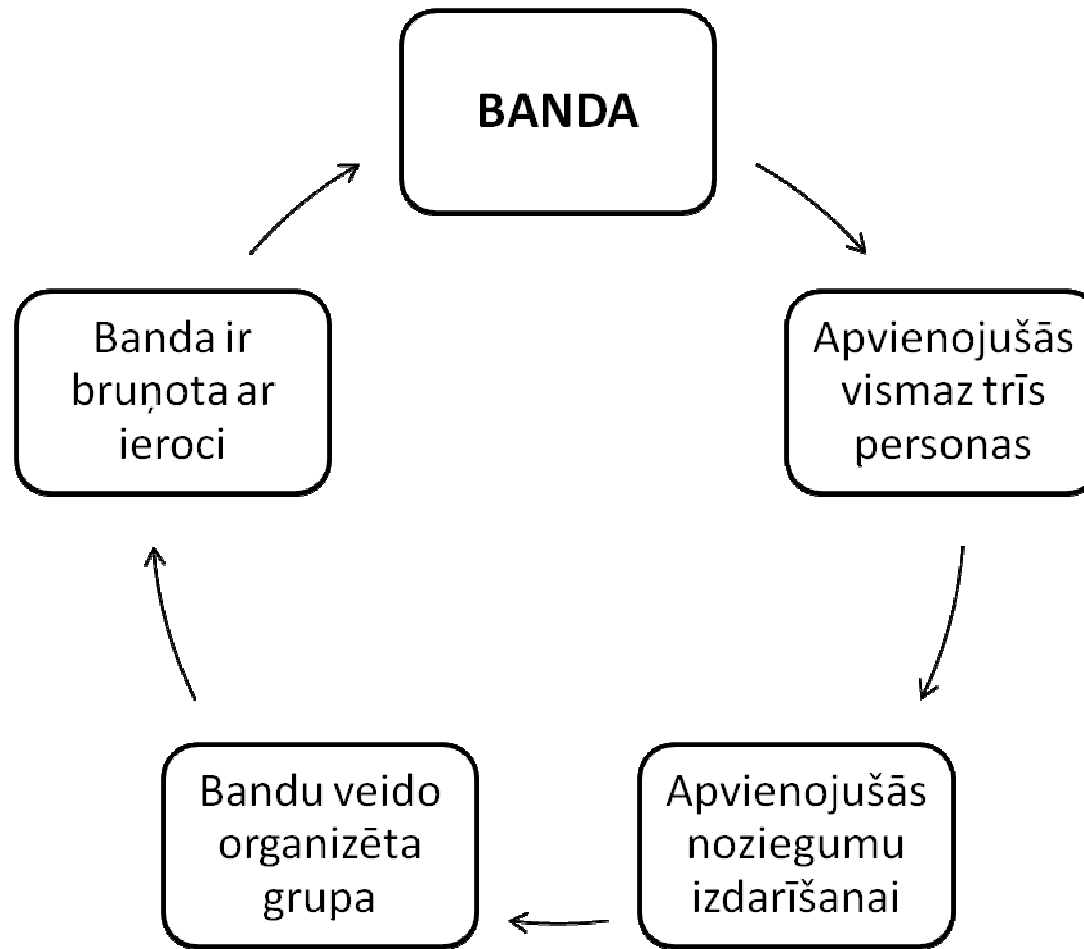 BANDA
Apvienojušās
vismaz trīs
personas
Apvienojušās
noziegumu
izdarīšanai
Bandu veido
organizēta
grupa
Banda ir
bruņota ar
ieroci